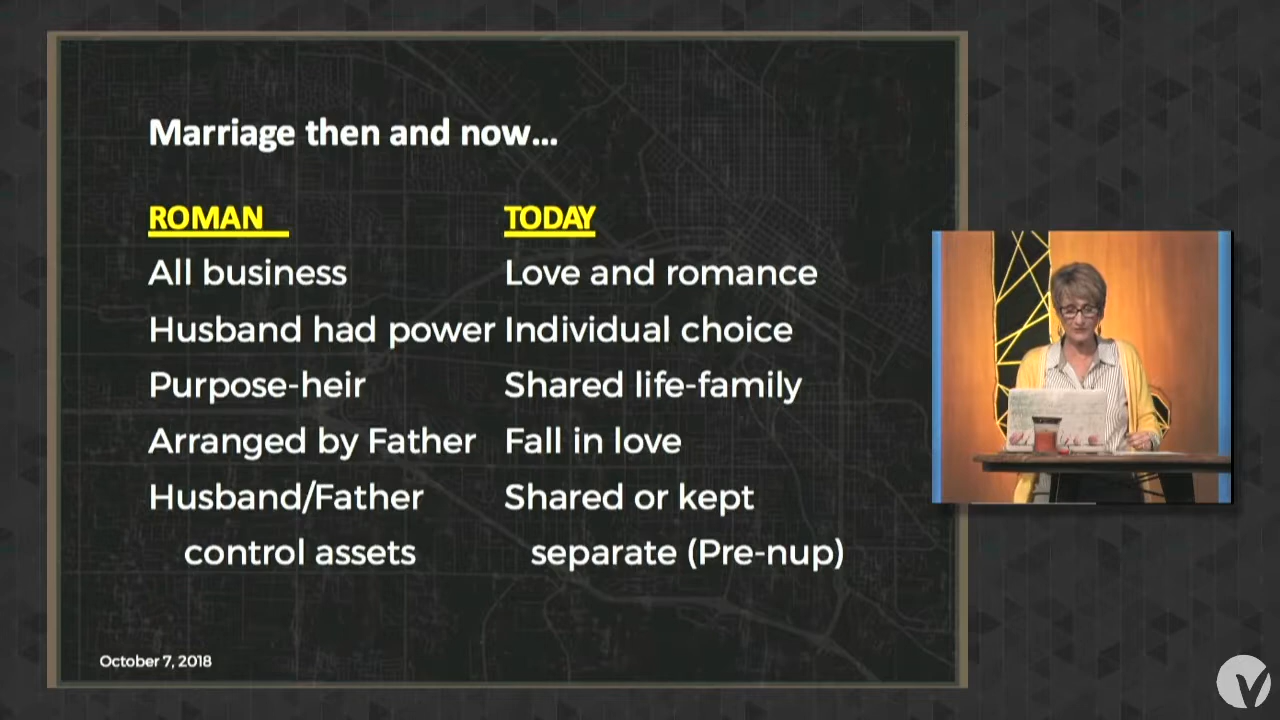 Marriage then and now...
ROMAN TODAY
All business Love and romance
Husband had power Individual choice
Purpose-heir Shared life-family
Arranged by Father Fall in love
Husband/Father Shared or kept
control assets separate (Pre-nup)
October 7, 2018